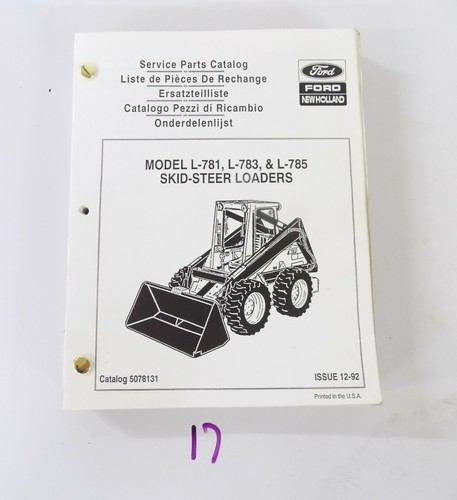 Service Parts Catalog
Liste de Pièces De Rechange
Ersatzteilliste
Catalogo Pezzi di Ricambio
Onderdelenlijst
Ford
FORD
NEW HOLLAND
MODEL L-781, L-783, & L-785
SKID-STEER LOADERS
Catalog 5078131
ISSUE 12-92
Printed in the U.S.A.
17